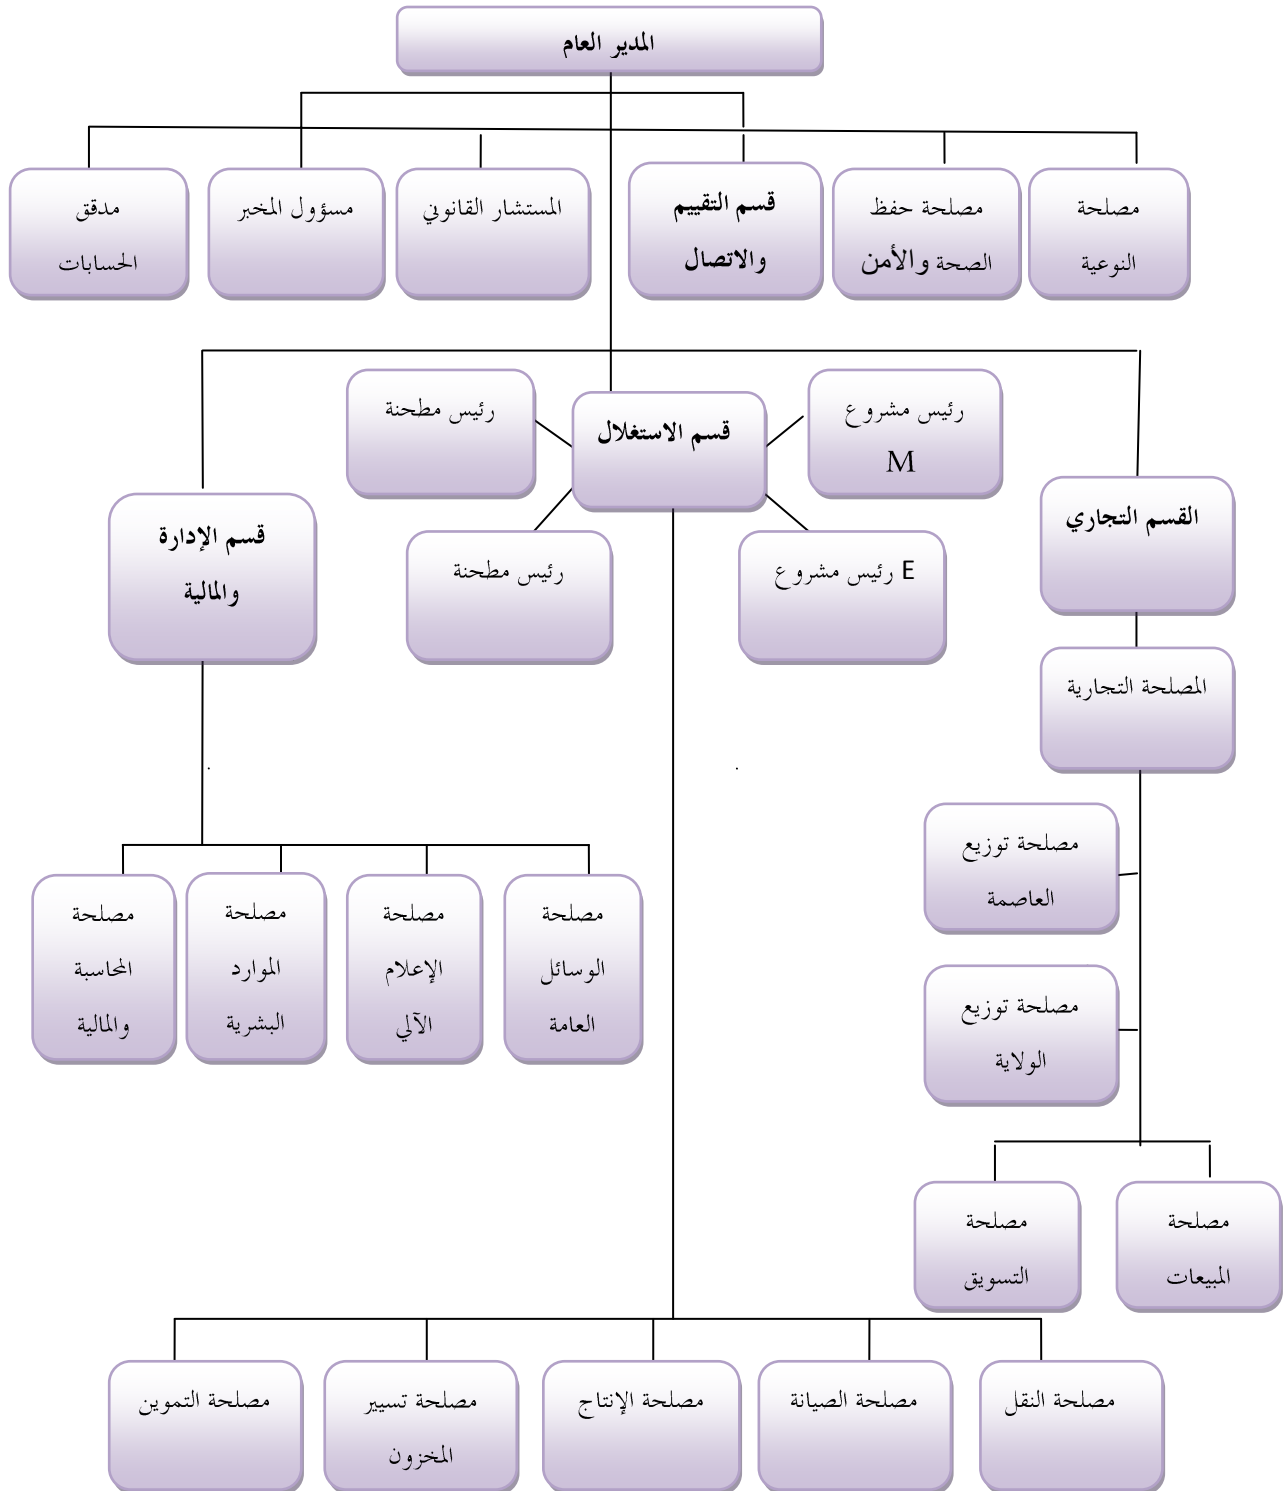 المدير العام
مصلحة
النوعية
مصلحة حفظ
الصحة والأمن
قسم التقييم
والاتصال
المستشار القانوني
مسؤول المخبر
مدقق
الحسابات
رئيس مشروع
M
رئيس مطحنة
قسم الاستغلال
القسم التجاري
قسم الإدارة
والمالية
E رئيس مشروع
رئيس مطحنة
المصلحة التجارية
مصلحة توزيع
العاصمة
مصلحة
الوسائل
العامة
مصلحة
الإعلام
الآلي
مصلحة
الموارد
البشرية
مصلحة
المحاسبة
والمالية
مصلحة توزيع
الولاية
مصلحة
المبيعات
مصلحة
التسويق
مصلحة النقل
مصلحة الصيانة
مصلحة الإنتاج
مصلحة تسيير
المخزون
مصلحة التموين